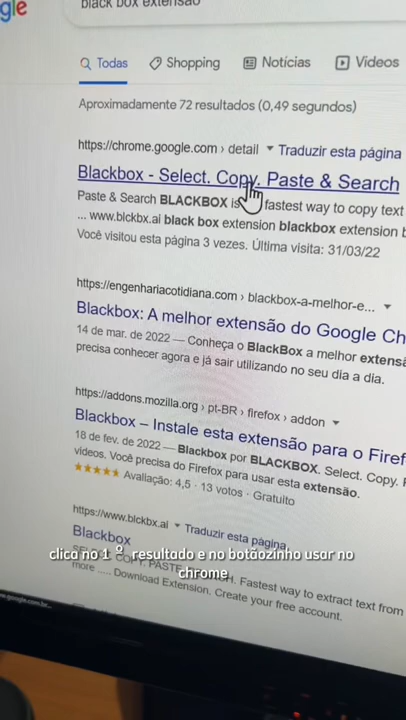 gle
black box extensão
Todas
Shopping
Notícias
Vídeos
Aproximadamente 72 resultados (0,49 segundos)
https://chrome.google.com › detail Traduzir esta página
Blackbox - Select. Copy. Paste & Search
Paste & Search BLACKBOX is fastest way to copy text
... www.blckbx.ai black box extension blackbox extension b
Você visitou esta página 3 vezes. Última visita: 31/03/22
https://engenhariacotidiana.com › blackbox-a-melhor-e...
Blackbox: A melhor extensão do Google Ch
14 de mar. de 2022 — Conheça o BlackBox a melhor extens
precisa conhecer agora e já sair utilizando no seu dia a dia.
https://addons.mozilla.org › pt-BR › firefox › addon
Blackbox – Instale esta extensão para o Firef
18 de fev. de 2022 — Blackbox por BLACKBOX. Select. Copy. P
vídeos. Você precisa do Firefox para usar esta extensão.
Avaliação: 4,5 · 13 votos · Gratuito
https://www.blckbx.ai Traduzir esta página
Blackbox
clica no 1º resultado e no botãozinho usar no
chrome
COPY. PASTE H. Fastest way to extract text from
more ..... Download Extension. Create your free account.